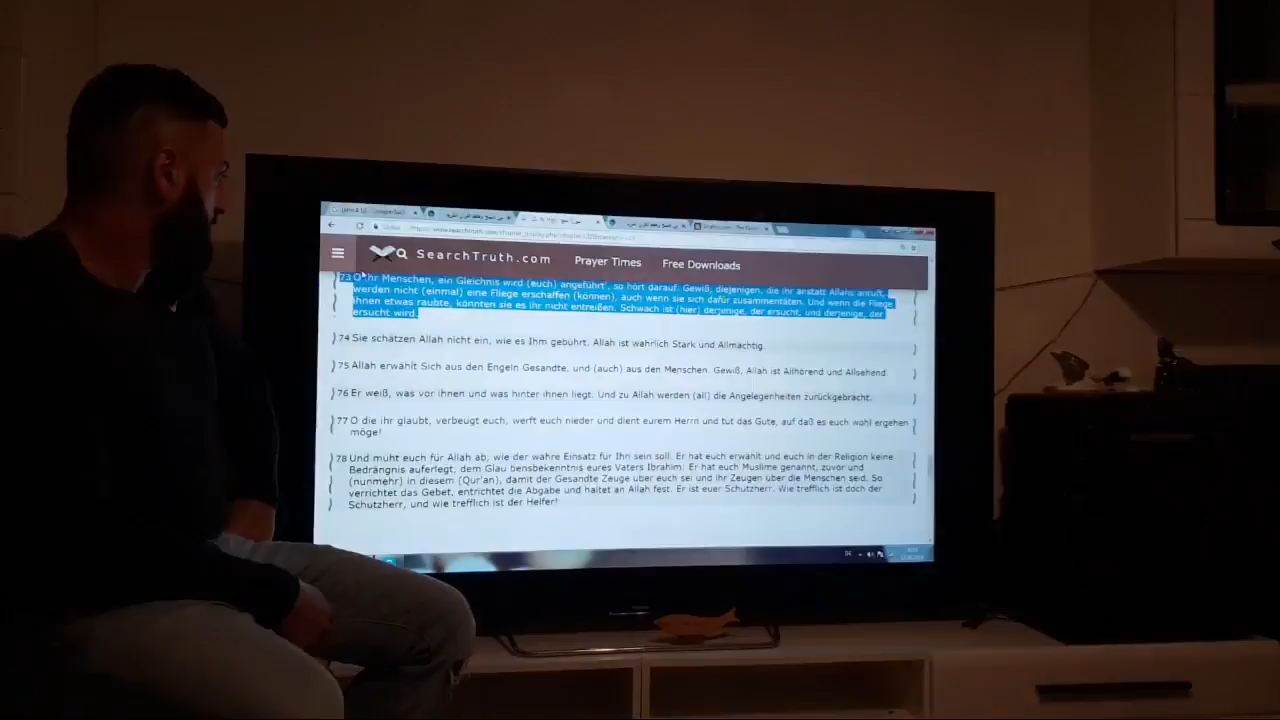 SearchTruth.com
Prayer Times
Free Downloads
73 O ihr Menschen, ein Gleichnis wird (euch) angeführt, so hört darauf. Gewiß, diejenigen, die ihr anstatt Allahs anruft,
werden nicht (einmal) eine Fliege erschaffen (können), auch wenn sie sich dafür zusammentäten. Und wenn die Fliege
ihnen etwas raubte, könnten sie es ihr nicht entreißen. Schwach ist (hier) derjenige, der ersucht, und derjenige, der
ersucht wird.
74 Sie schätzen Allah nicht ein, wie es Ihm gebührt. Allah ist wahrlich Stark und Allmächtig.
75 Allah erwählt Sich aus den Engeln Gesandte, und (auch) aus den Menschen. Gewiß, Allah ist Allhörend und Allsehend.
76 Er weiß, was vor ihnen und was hinter ihnen liegt. Und zu Allah werden (all) die Angelegenheiten zurückgebracht.
77 O die ihr glaubt, verbeugt euch, werft euch nieder und dient eurem Herrn und tut das Gute, auf daß es euch wohl ergehen
möge!
78 Und müht euch für Allah ab; wie der wahre Einsatz für Ihn sein soll. Er hat euch erwählt und euch in der Religion keine
Bedrängnis auferlegt, dem Glau bensbekenntnis eures Vaters Ibrahim: Er hat euch Muslime genannt, zuvor und
(nunmehr) in diesem (Qur'an), damit der Gesandte Zeuge über euch sei und ihr Zeugen über die Menschen seid. So
verrichtet das Gebet, entrichtet die Abgabe und haltet an Allah fest. Er ist euer Schutzherr. Wie trefflich ist doch der
Schutzherr, und wie trefflich ist der Helfer!
DE